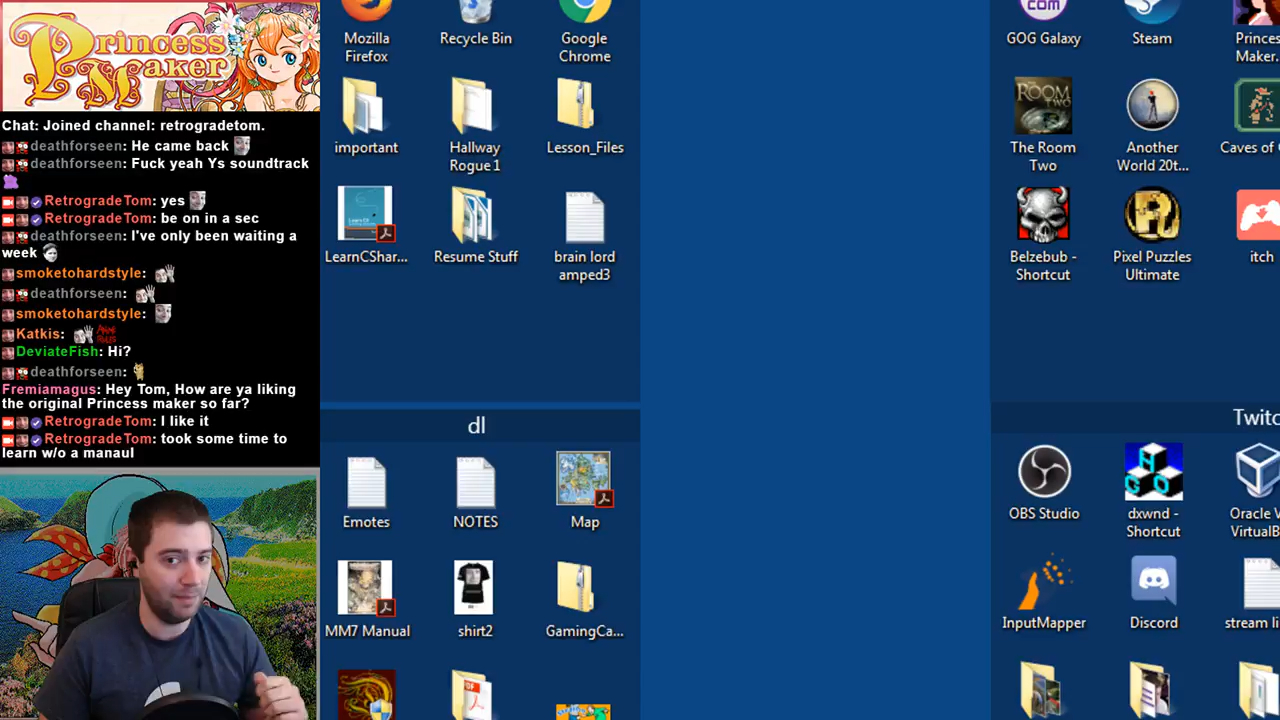 Princess
Maker
Chat: Joined channel: retrogradetom.
deathforseen: He came back
deathforseen: Fuck yeah Ys soundtrack
RetrogradeTom: yes
RetrogradeTom: be on in a sec
deathforseen: I've only been waiting a
week
smoketohardstyle:
deathforseen:
smoketohardstyle:
Katkis:
DeviateFish: Hi?
deathforseen:
Fremiamagus: Hey Tom, How are ya liking
the original Princess maker so far?
RetrogradeTom: I like it
RetrogradeTom: took some time to
learn w/o a manaul
Mozilla
Firefox
Recycle Bin
Google
Chrome
important
Hallway
Rogue 1
Lesson_Files
LearnCShar...
Resume Stuff
brain lord
amped3
dl
Emotes
NOTES
Map
MM7 Manual
shirt2
GamingCa...
PDF
COM
GOG Galaxy
Steam
Princes
Maker.
ROOM
TWO
The Room
Two
Another
World 20t...
Caves of
Belzebub -
Shortcut
Pixel Puzzles
Ultimate
itch
Twitc
OBS Studio
dxwnd -
Shortcut
Oracle V
VirtualB
InputMapper
Discord
stream li